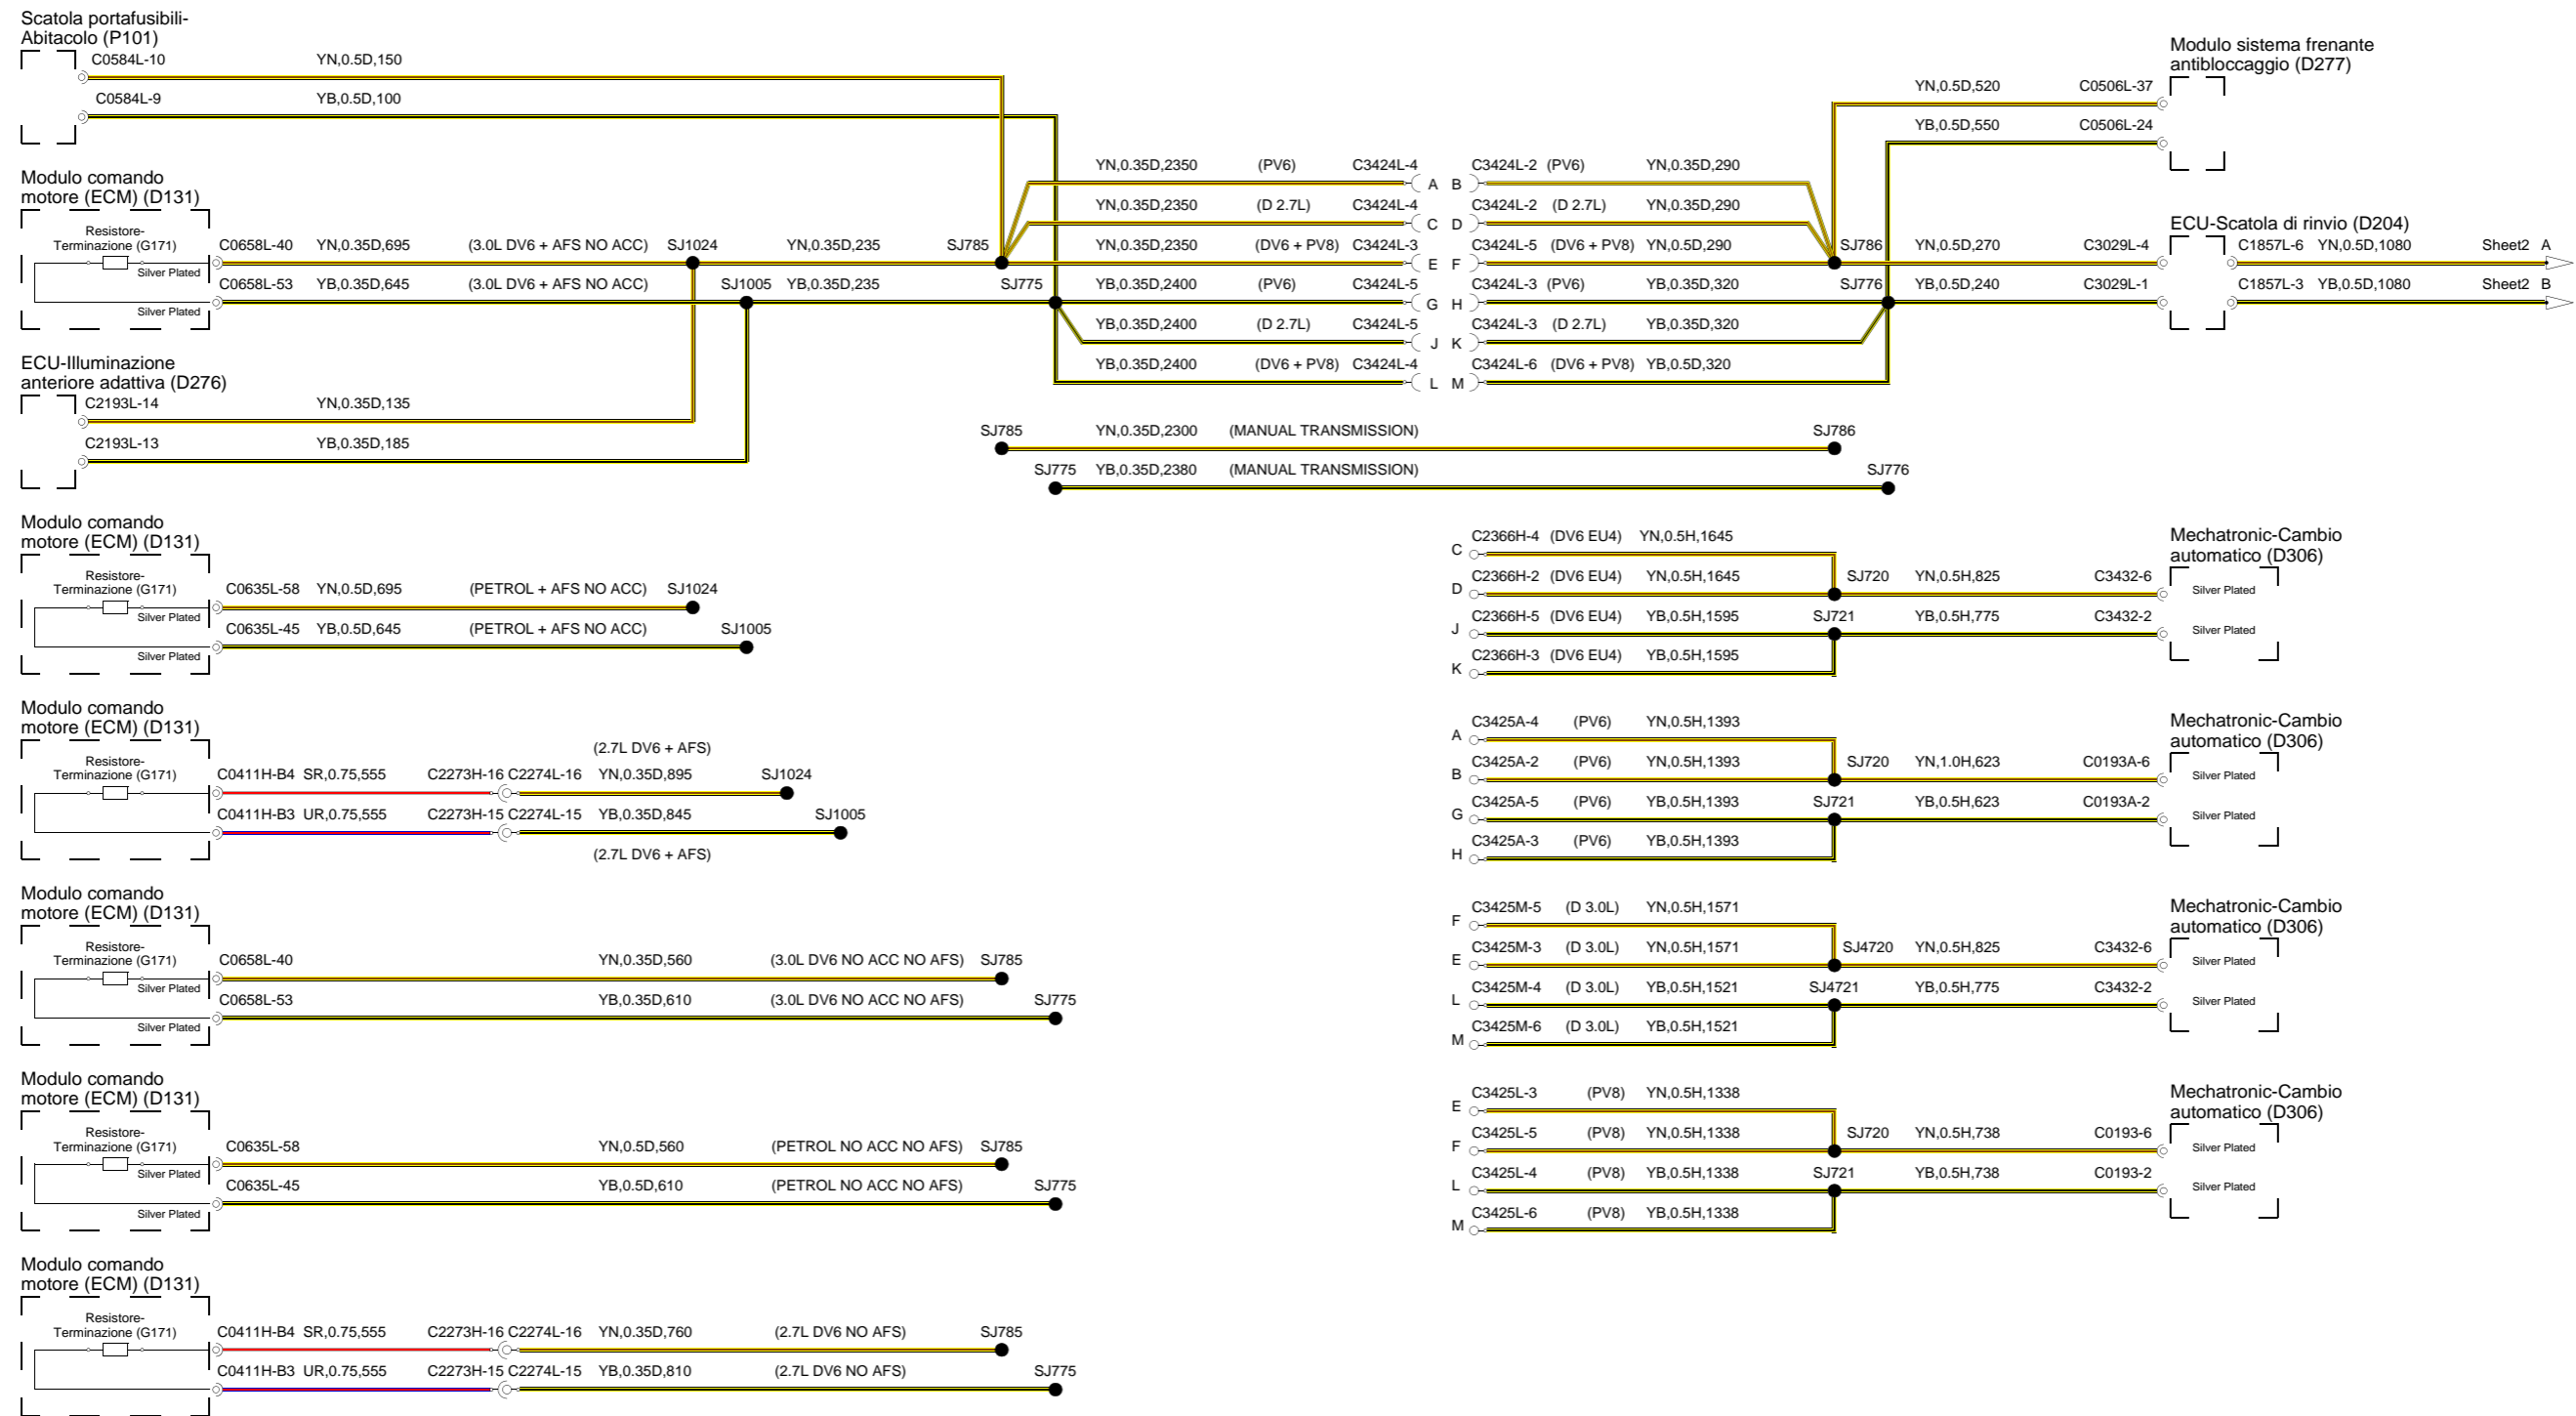 Scatola portafusibili-
Abitacolo (P101)
C0584L-10 YN,0.5D,150
C0584L-9 YB,0.5D,100
Modulo sistema frenante
antibloccaggio (D277)
YN,0.5D,520 C0506L-37
YB,0.5D,550 C0506L-24
Modulo comando
motore (ECM) (D131)
Resistore-
Terminazione (G171)
Silver Plated
Silver Plated
C0658L-40 YN,0.35D,695 (3.0L DV6 + AFS NO ACC) SJ1024 YN,0.35D,235 SJ785
C0658L-53 YB,0.35D,645 (3.0L DV6 + AFS NO ACC) SJ1005 YB,0.35D,235 SJ775
YN,0.35D,2350 (PV6) C3424L-4 C3424L-2 (PV6) YN,0.35D,290
A B
YN,0.35D,2350 (D 2.7L) C3424L-4 C3424L-2 (D 2.7L) YN,0.35D,290
C D
YN,0.35D,2350 (DV6 + PV8) C3424L-3 C3424L-5 (DV6 + PV8) YN,0.5D,290 SJ786 YN,0.5D,270 C3029L-4
E F
YB,0.35D,2400 (PV6) C3424L-5 C3424L-3 (PV6) YB,0.35D,320 SJ776 YB,0.5D,240 C3029L-1
G H
YB,0.35D,2400 (D 2.7L) C3424L-5 C3424L-3 (D 2.7L) YB,0.35D,320
J K
YB,0.35D,2400 (DV6 + PV8) C3424L-4 C3424L-6 (DV6 + PV8) YB,0.5D,320
L M
ECU-Scatola di rinvio (D204)
C1857L-6 YN,0.5D,1080 Sheet2 A
C1857L-3 YB,0.5D,1080 Sheet2 B
ECU-Illuminazione
anteriore adattiva (D276)
C2193L-14 YN,0.35D,135
C2193L-13 YB,0.35D,185
SJ785 YN,0.35D,2300 (MANUAL TRANSMISSION) SJ786
SJ775 YB,0.35D,2380 (MANUAL TRANSMISSION) SJ776
Modulo comando
motore (ECM) (D131)
Resistore-
Terminazione (G171)
Silver Plated
Silver Plated
C0635L-58 YN,0.5D,695 (PETROL + AFS NO ACC) SJ1024
C0635L-45 YB,0.5D,645 (PETROL + AFS NO ACC) SJ1005
C C2366H-4 (DV6 EU4) YN,0.5H,1645
D C2366H-2 (DV6 EU4) YN,0.5H,1645 SJ720 YN,0.5H,825 C3432-6
J C2366H-5 (DV6 EU4) YB,0.5H,1595 SJ721 YB,0.5H,775 C3432-2
K C2366H-3 (DV6 EU4) YB,0.5H,1595
Mechatronic-Cambio
automatico (D306)
Silver Plated
Silver Plated
Modulo comando
motore (ECM) (D131)
Resistore-
Terminazione (G171)
(2.7L DV6 + AFS)
C0411H-B4 SR,0.75,555 C2273H-16 C2274L-16 YN,0.35D,895 SJ1024
C0411H-B3 UR,0.75,555 C2273H-15 C2274L-15 YB,0.35D,845 SJ1005
(2.7L DV6 + AFS)
A C3425A-4 (PV6) YN,0.5H,1393
B C3425A-2 (PV6) YN,0.5H,1393 SJ720 YN,1.0H,623 C0193A-6
G C3425A-5 (PV6) YB,0.5H,1393 SJ721 YB,0.5H,623 C0193A-2
H C3425A-3 (PV6) YB,0.5H,1393
Mechatronic-Cambio
automatico (D306)
Silver Plated
Silver Plated
Modulo comando
motore (ECM) (D131)
Resistore-
Terminazione (G171)
Silver Plated
Silver Plated
C0658L-40 YN,0.35D,560 (3.0L DV6 NO ACC NO AFS) SJ785
C0658L-53 YB,0.35D,610 (3.0L DV6 NO ACC NO AFS) SJ775
F C3425M-5 (D 3.0L) YN,0.5H,1571
E C3425M-3 (D 3.0L) YN,0.5H,1571 SJ4720 YN,0.5H,825 C3432-6
L C3425M-4 (D 3.0L) YB,0.5H,1521 SJ4721 YB,0.5H,775 C3432-2
M C3425M-6 (D 3.0L) YB,0.5H,1521
Mechatronic-Cambio
automatico (D306)
Silver Plated
Silver Plated
Modulo comando
motore (ECM) (D131)
Resistore-
Terminazione (G171)
Silver Plated
Silver Plated
C0635L-58 YN,0.5D,560 (PETROL NO ACC NO AFS) SJ785
C0635L-45 YB,0.5D,610 (PETROL NO ACC NO AFS) SJ775
E C3425L-3 (PV8) YN,0.5H,1338
F C3425L-5 (PV8) YN,0.5H,1338 SJ720 YN,0.5H,738 C0193-6
L C3425L-4 (PV8) YB,0.5H,1338 SJ721 YB,0.5H,738 C0193-2
M C3425L-6 (PV8) YB,0.5H,1338
Mechatronic-Cambio
automatico (D306)
Silver Plated
Silver Plated
Modulo comando
motore (ECM) (D131)
Resistore-
Terminazione (G171)
C0411H-B4 SR,0.75,555 C2273H-16 C2274L-16 YN,0.35D,760 (2.7L DV6 NO AFS) SJ785
C0411H-B3 UR,0.75,555 C2273H-15 C2274L-15 YB,0.35D,810 (2.7L DV6 NO AFS) SJ775